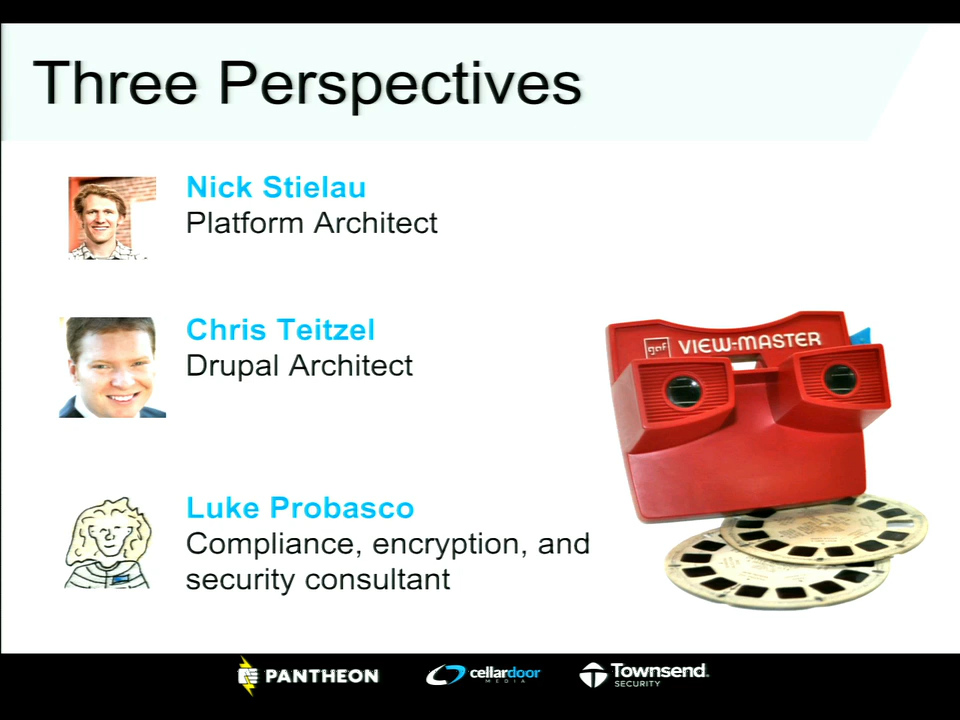 Three Perspectives
Nick Stielau
Platform Architect
Chris Teitzel
Drupal Architect
gaf VIEW-MASTER
Luke Probasco
Compliance, encryption, and
security consultant
PANTHEON
cellardoor
MEDIA
Townsend
SECURITY